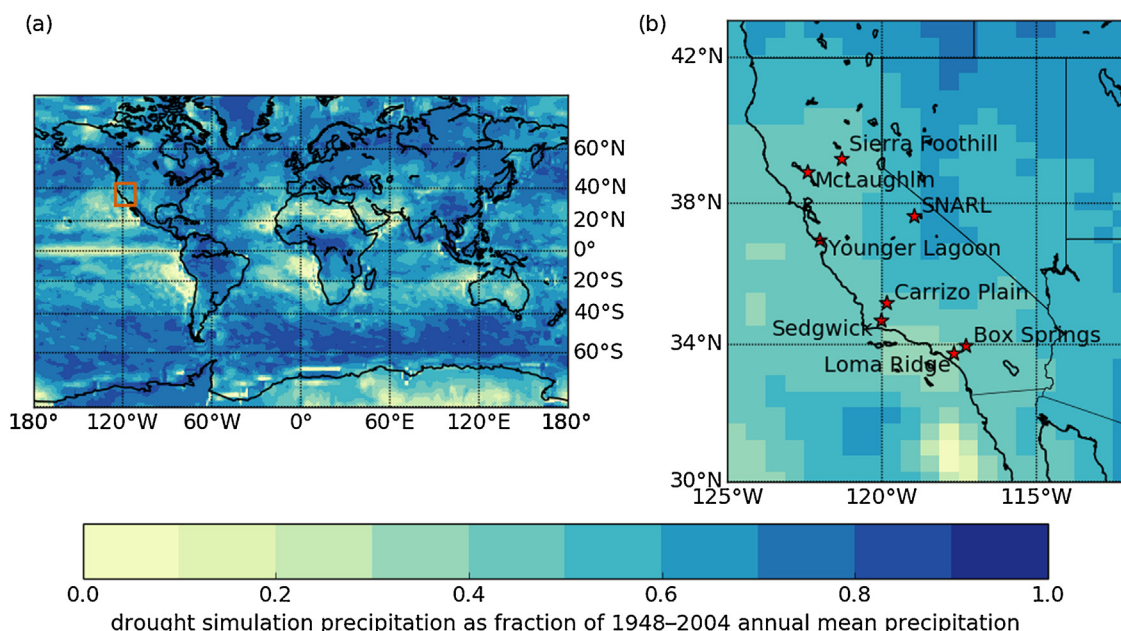 (a)
(b)
60°N
40°N
20°N
0°
20°S
40°S
60°S
180°
120°W
60°W
0°E
60°E
120°E
180°
42°N
38°N
34°N
30°N
125°W
120°W
115°W
Sierra Foothill
McLaughlin
SNARL
Younger Lagoon
Carrizo Plain
Sedgwick
Box Springs
Loma Ridge
0.0
0.2
0.4
0.6
0.8
1.0
drought simulation precipitation as fraction of 1948–2004 annual mean precipitation